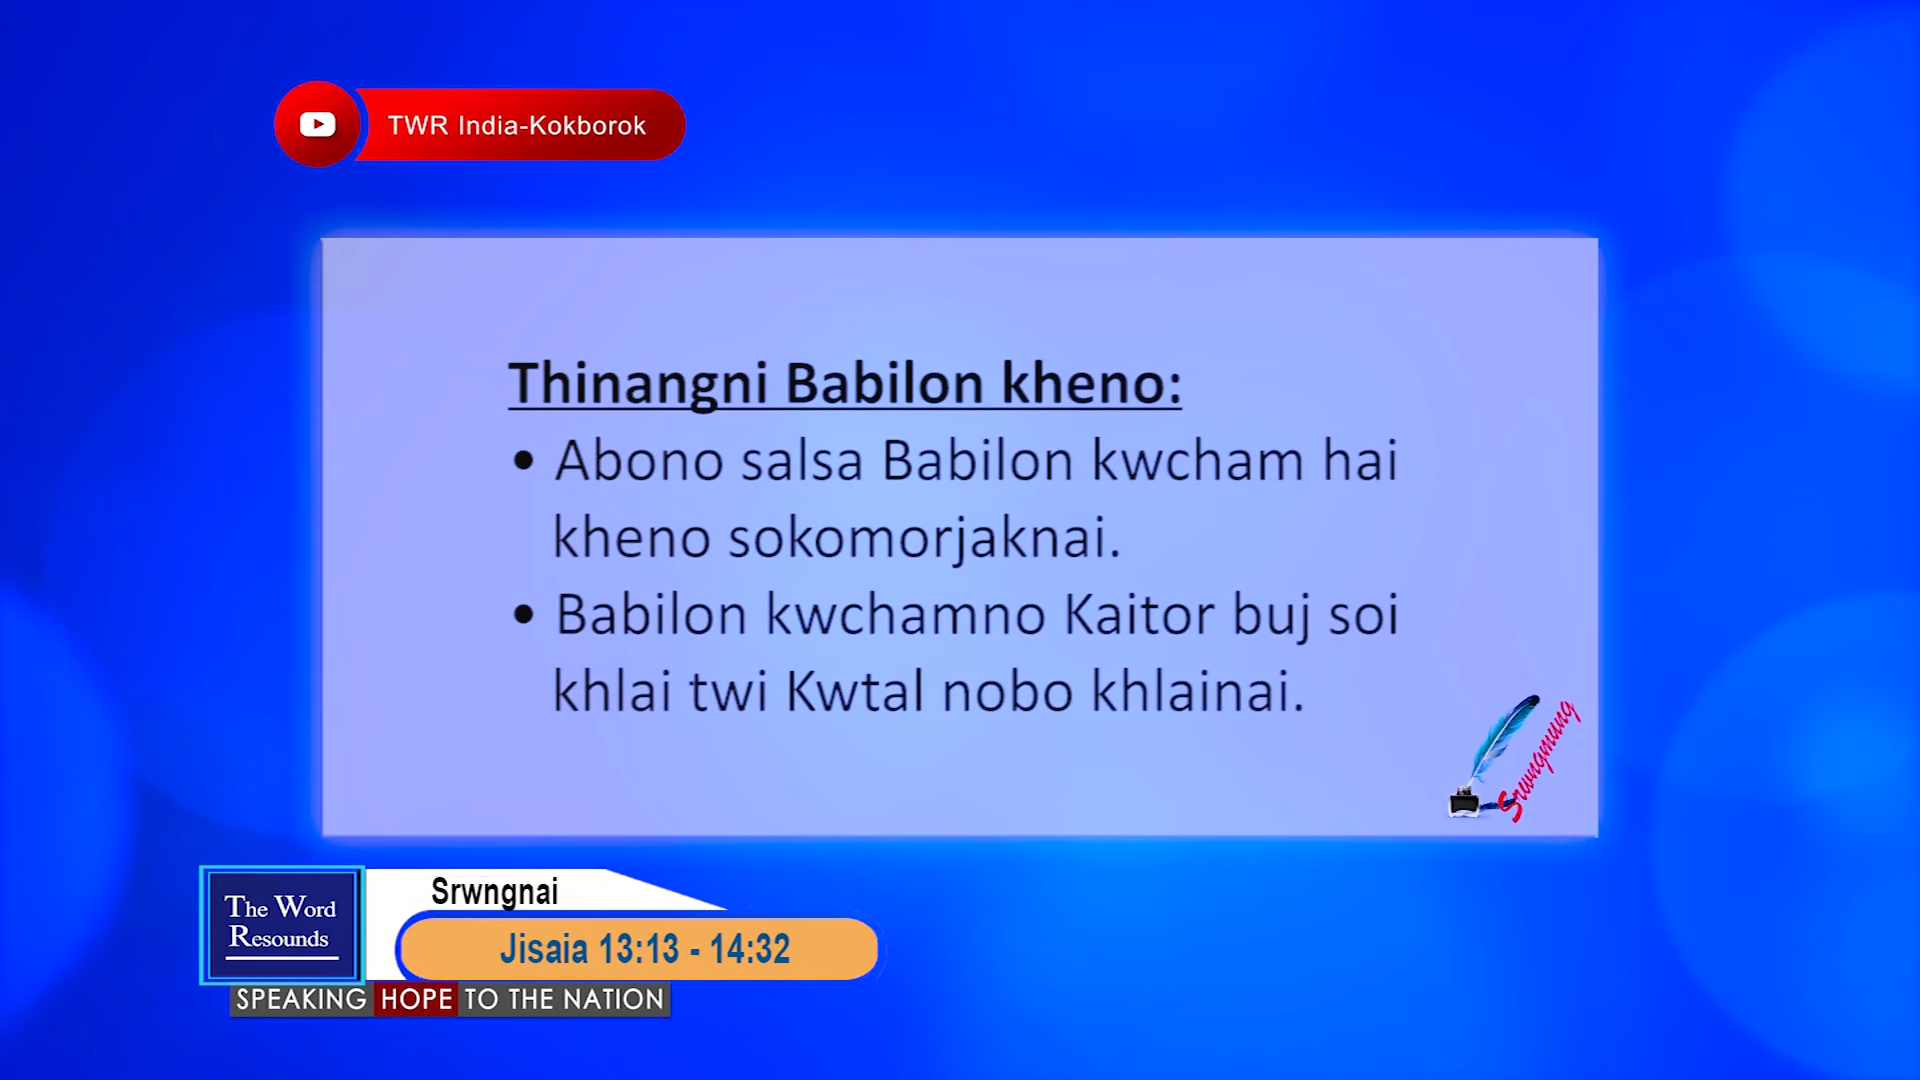 TWR India-Kokborok
Thinangni Babilon kheno:
• Abono salsa Babilon kwcham hai
kheno sokomorjaknai.
• Babilon kwchamno Kaitor buj soi
khlai twi Kwtal nobo khlainai.
Srwngmung
The Word
Resounds
Srwngnai
Jisaia 13:13 - 14:32
SPEAKING HOPE TO THE NATION